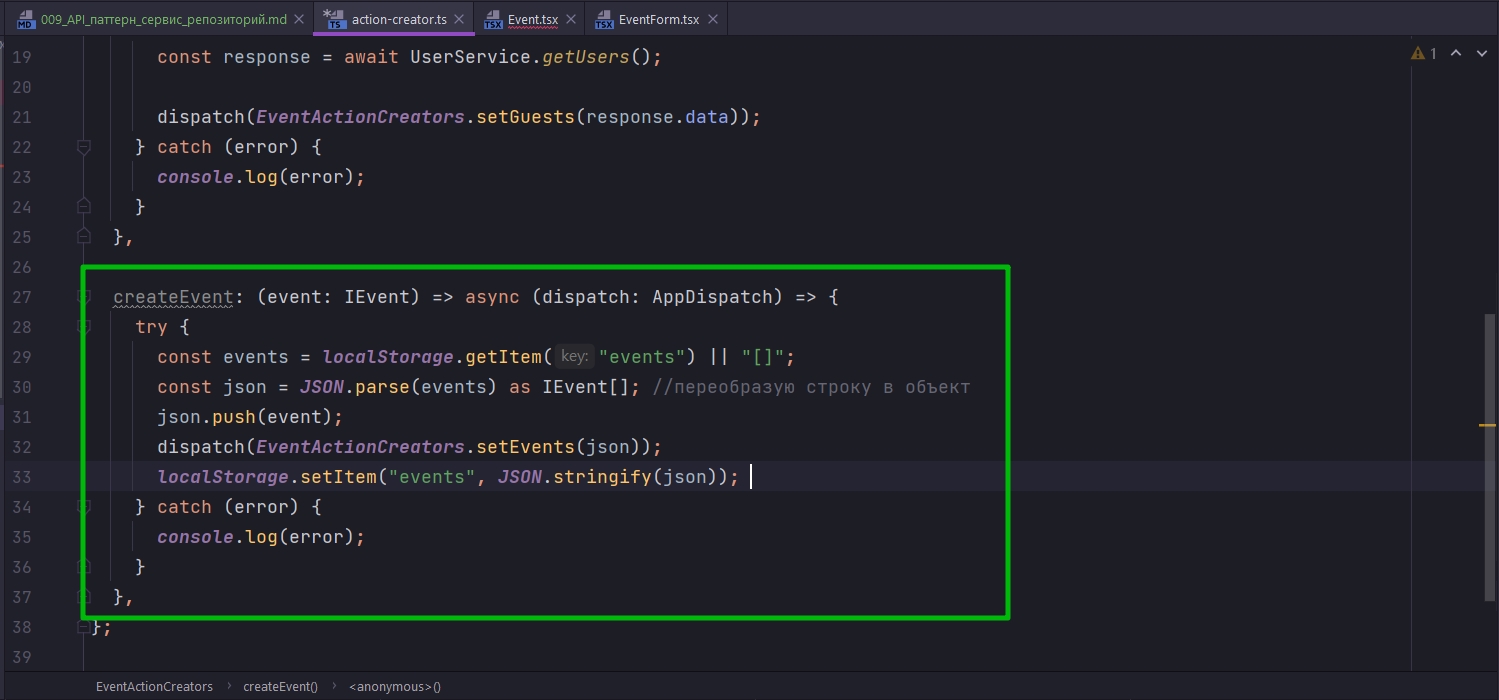 MD 009_API_паттерн_сервис_репозиторий.md
TS action-creator.ts
TSX Event.tsx
TSX EventForm.tsx
1
19 const response = await UserService.getUsers();
20
21 dispatch(EventActionCreators.setGuests(response.data));
22 } catch (error) {
23 console.log(error);
24 }
25 },
26
27 createEvent: (event: IEvent) => async (dispatch: AppDispatch) => {
28 try {
29 const events = localStorage.getItem( key: "events") || "[]";
30 const json = JSON.parse(events) as IEvent[]; //переобразую строку в объект
31 json.push(event);
32 dispatch(EventActionCreators.setEvents(json));
33 localStorage.setItem("events", JSON.stringify(json));
34 } catch (error) {
35 console.log(error);
36 }
37 },
38 };
39
EventActionCreators › createEvent() › <anonymous>()